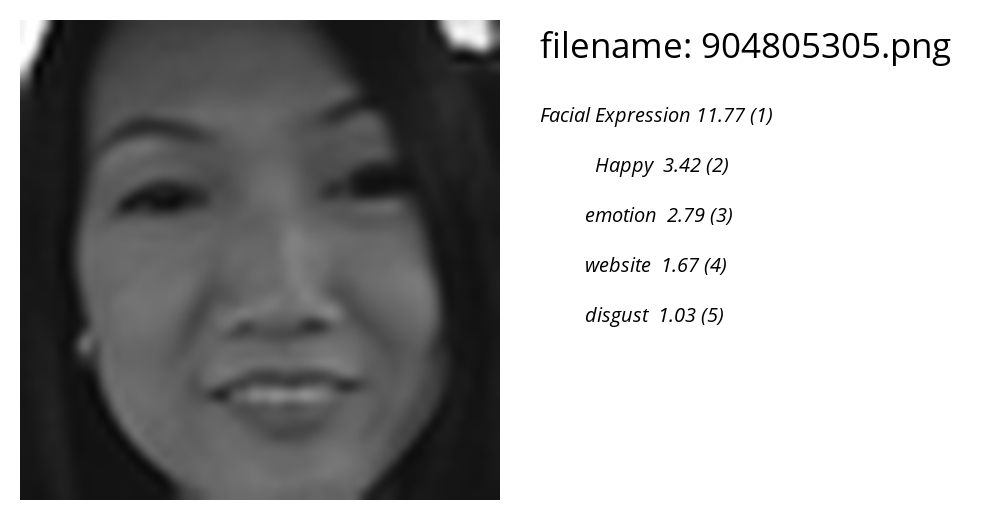 filename: 904805305.png
Facial Expression 11.77 (1)
Happy 3.42 (2)
emotion 2.79 (3)
website 1.67 (4)
disgust 1.03 (5)